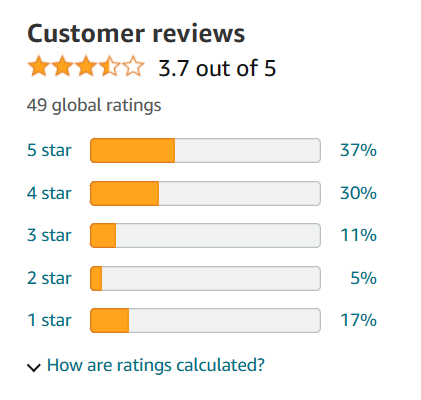 Customer reviews
3.7 out of 5
49 global ratings
5 star 37%
4 star 30%
3 star 11%
2 star 5%
1 star 17%
How are ratings calculated?